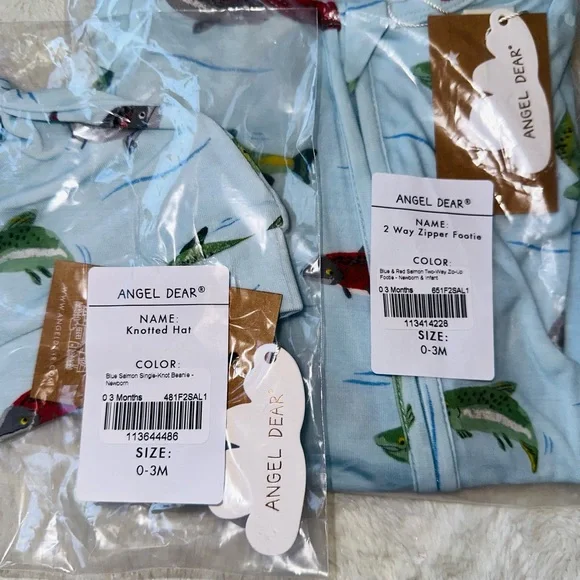 ANGEL DEAR®
ANGEL DEAR®
NAME:
2 Way Zipper Footie
COLOR:
Blue & Red Salmon Two-Way Zip-Up
Footie - Newborn & Infant
0 3 Months 651F2SAL1
113414228
SIZE:
0-3M
ANGEL DEAR®
NAME:
Knotted Hat
COLOR:
Blue Salmon Single-Knot Beanie -
Newborn
0 3 Months 481F2SAL1
113644486
SIZE:
0-3M
ANGEL DEAR®